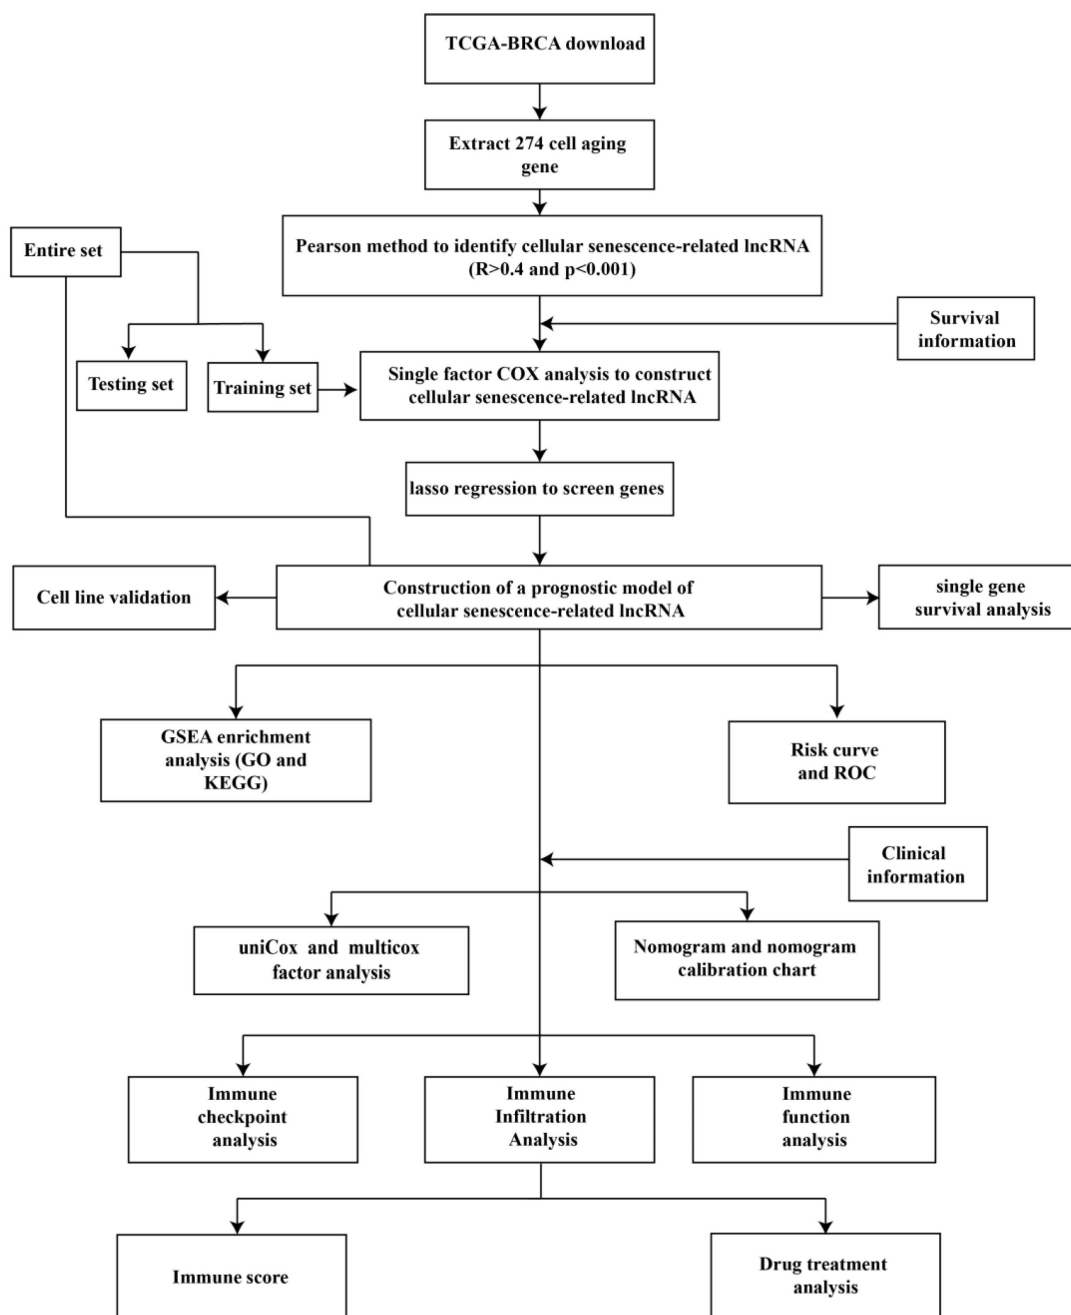 TCGA-BRCA download
Extract 274 cell aging
gene
Pearson method to identify cellular senescence-related lncRNA
(R>0.4 and p<0.001)
Entire set
Survival
information
Testing set
Training set
Single factor COX analysis to construct
cellular senescence-related lncRNA
lasso regression to screen genes
Cell line validation
Construction of a prognostic model of
cellular senescence-related lncRNA
single gene
survival analysis
GSEA enrichment
analysis (GO and
KEGG)
Risk curve
and ROC
Clinical
information
uniCox and multicox
factor analysis
Nomogram and nomogram
calibration chart
Immune
checkpoint
analysis
Immune
Infiltration
Analysis
Immune
function
analysis
Immune score
Drug treatment
analysis